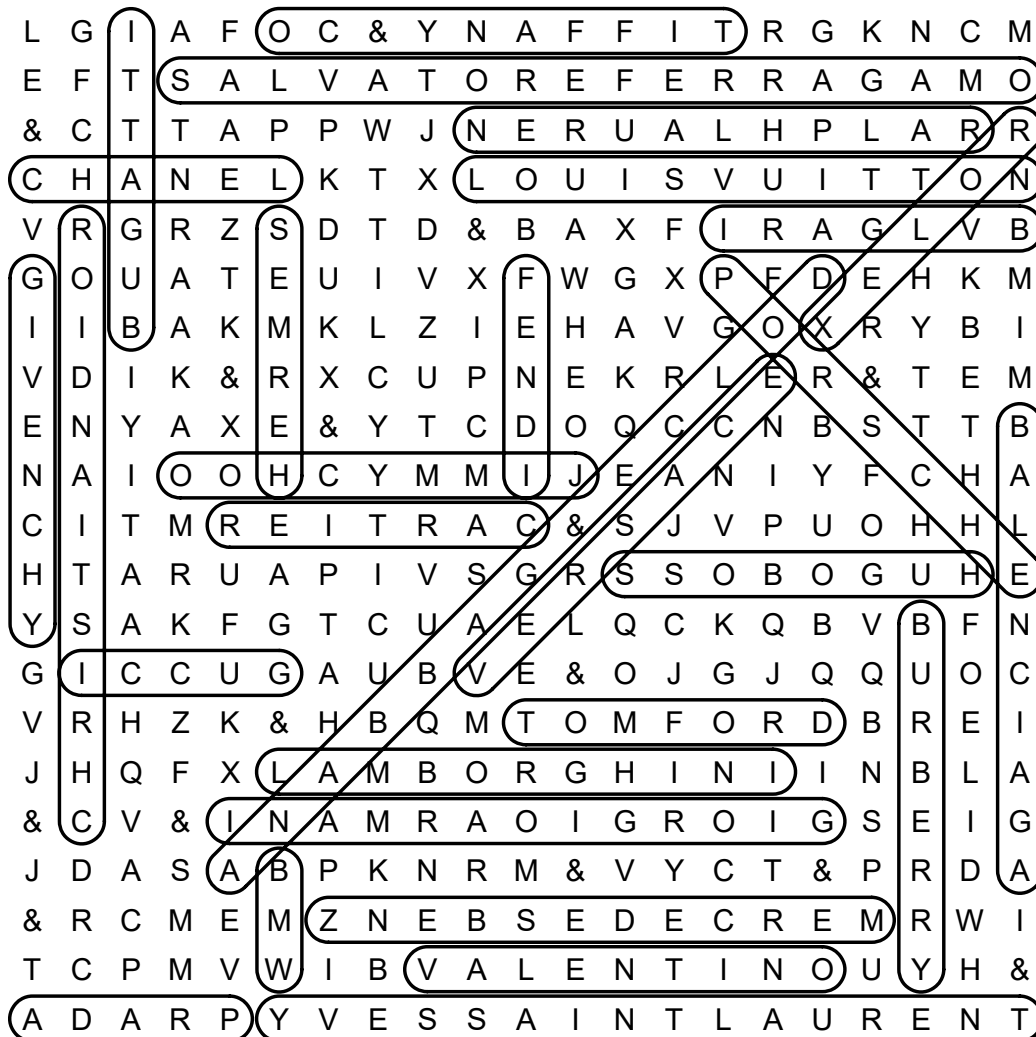 L G I A F O C & Y N A F F I T R G K N C M
E F T S A L V A T O R E F E R R A G A M O
& C T T A P P W J N E R U A L H P L A R R
C H A N E L K T X L O U I S V U I T T O N
V R G R Z S D T D & B A X F I R A G L V B
G O U A T E U I V X F W G X P F D E H K M
I I B A K M K L Z I E H A V G O X R Y B I
V D I K & R X C U P N E K R L E R & T E M
E N Y A X E & Y T C D O Q C C N B S T T B
N A I O O H C Y M M I J E A N I Y F C H A
C I T M R E I T R A C & S J V P U O H H L
H T A R U A P I V S G R S S O B O G U H E
Y S A K F G T C U A E L Q C K Q B V B F N
G I C C U G A U B V E & O J G J Q Q U O C
V R H Z K & H B Q M T O M F O R D B R E I
J H Q F X L A M B O R G H I N I I N B L A
& C V & I N A M R A O I G R O I G S E I G
J D A S A B P K N R M & V Y C T & P R D A
& R C M E M Z N E B S E D E C R E M R W I
T C P M V W I B V A L E N T I N O U Y H &
A D A R P Y V E S S A I N T L A U R E N T